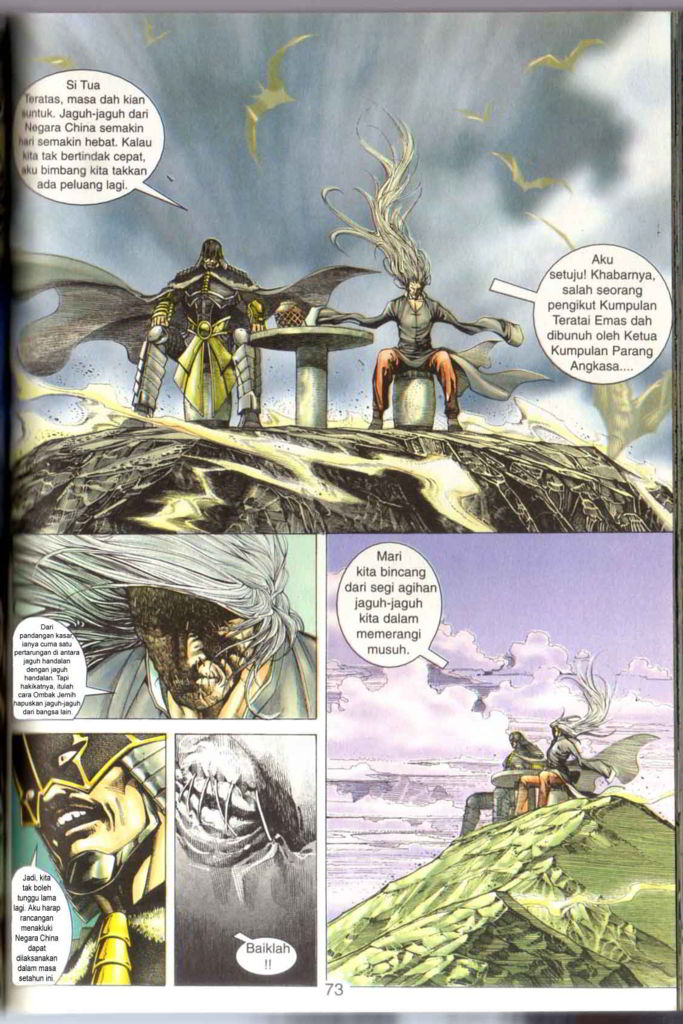 Si Tua
Teratas, masa dah kian
suntuk. Jaguh-jaguh dari
Negara China semakin
hari semakin hebat. Kalau
kita tak bertindak cepat,
aku bimbang kita takkan
ada peluang lagi.
Aku
setuju! Khabarnya,
salah seorang
pengikut Kumpulan
Teratai Emas dah
dibunuh oleh Ketua
Kumpulan Parang
Angkasa....
Dari
pandangan kasar,
ianya cuma satu
pertarungan di antara
jaguh handalan
dengan jaguh
handalan. Tapi
hakikatnya, itulah
cara Ombak Jernih
hapuskan jaguh-jaguh
dari bangsa lain.
Mari
kita bincang
dari segi agihan
jaguh-jaguh
kita dalam
memerangi
musuh.
Jadi, kita
tak boleh
tunggu lama
lagi. Aku harap
rancangan
menakluki
Negara China
dapat
dilaksanakan
dalam masa
setahun ini.
Baiklah
!!
73